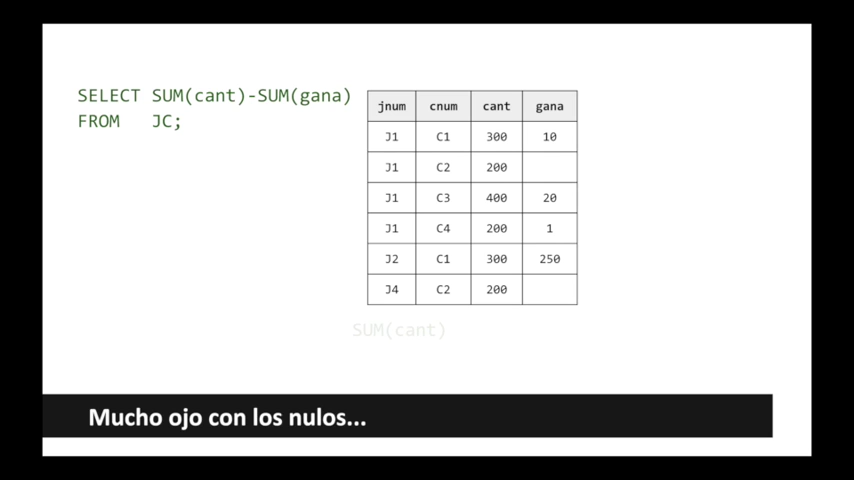 SELECT SUM(cant)-SUM(gana)
FROM JC;
jnum cnum cant gana
J1 C1 300 10
J1 C2 200
J1 C3 400 20
J1 C4 200 1
J2 C1 300 250
J4 C2 200
SUM(cant)
Mucho ojo con los nulos...